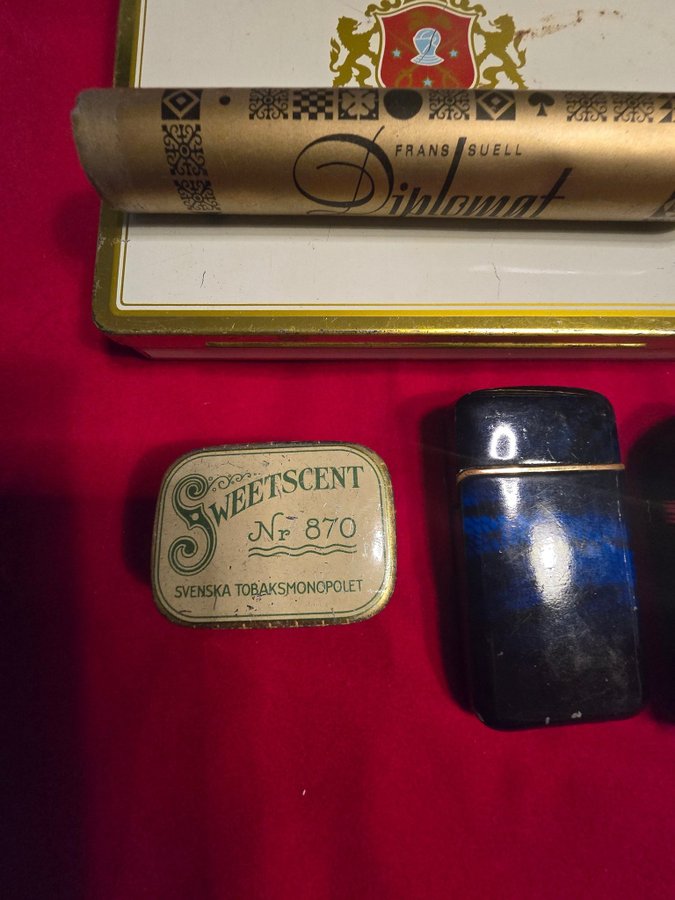 FRANS SUELL
Diplomat
SWEETSCENT
Nr 870
SVENSKA TOBAKSMONOPOLET